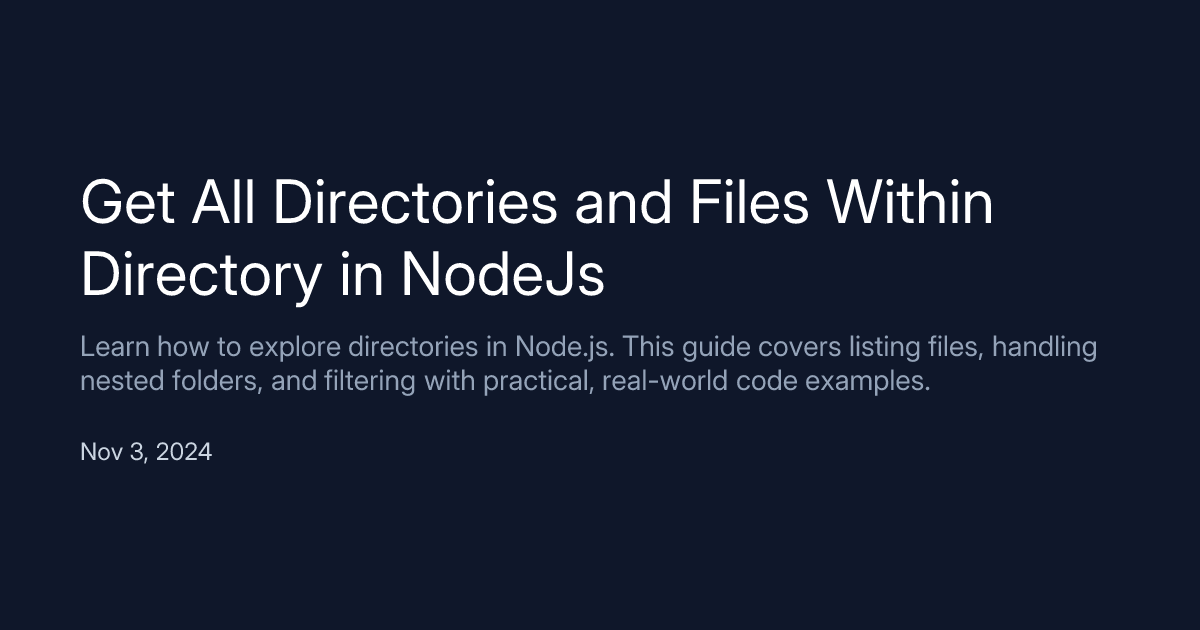 Get All Directories and Files Within
Directory in NodeJs
Learn how to explore directories in Node.js. This guide covers listing files, handling
nested folders, and filtering with practical, real-world code examples.
Nov 3, 2024